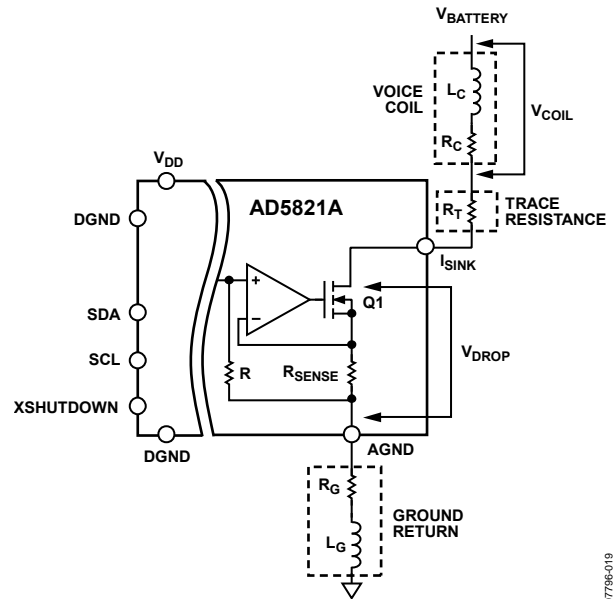 VBATTERY
VOICE
COIL
LC
RC
VCOIL
VDD
AD5821A
RT
TRACE
RESISTANCE
DGND
ISINK
+
−
Q1
SDA
SCL
R
RSENSE
VDROP
XSHUTDOWN
DGND
AGND
RG
LG
GROUND
RETURN
07796-019